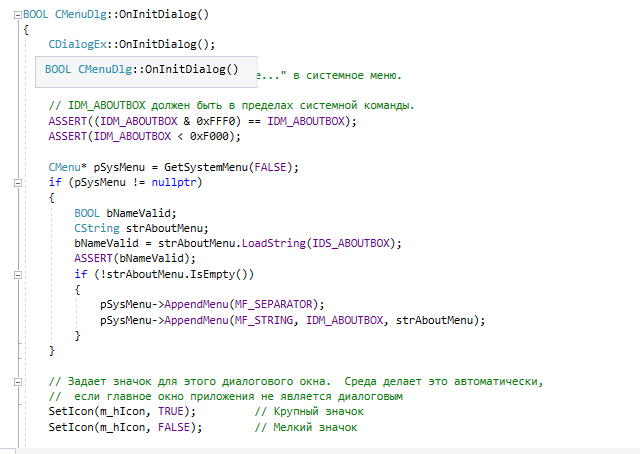 BOOL CMenuDlg::OnInitDialog()
{
CDialogEx::OnInitDialog();
BOOL CMenuDlg::OnInitDialog()
..." в системное меню.
// IDM_ABOUTBOX должен быть в пределах системной команды.
ASSERT((IDM_ABOUTBOX & 0xFFF0) == IDM_ABOUTBOX);
ASSERT(IDM_ABOUTBOX < 0xF000);
CMenu* pSysMenu = GetSystemMenu(FALSE);
if (pSysMenu != nullptr)
{
BOOL bNameValid;
CString strAboutMenu;
bNameValid = strAboutMenu.LoadString(IDS_ABOUTBOX);
ASSERT(bNameValid);
if (!strAboutMenu.IsEmpty())
{
pSysMenu->AppendMenu(MF_SEPARATOR);
pSysMenu->AppendMenu(MF_STRING, IDM_ABOUTBOX, strAboutMenu);
}
}
// Задает значок для этого диалогового окна.  Среда делает это автоматически,
//  если главное окно приложения не является диалоговым
SetIcon(m_hIcon, TRUE);         // Крупный значок
SetIcon(m_hIcon, FALSE);        // Мелкий значок